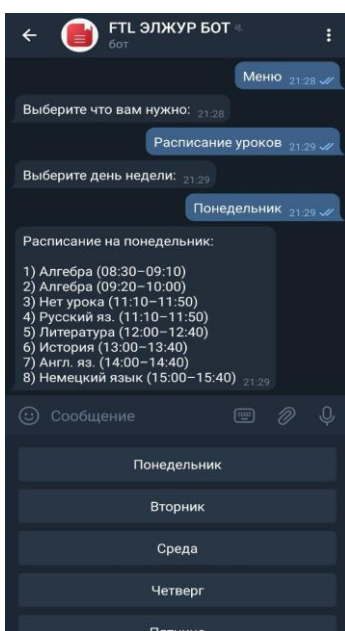 FTL ЭЛЖУР БОТ
бот
Меню 21:28
Выберите что вам нужно: 21:28
Расписание уроков 21:29
Выберите день недели: 21:29
Понедельник 21:29
Расписание на понедельник:
1) Алгебра (08:30–09:10)
2) Алгебра (09:20–10:00)
3) Нет урока (11:10–11:50)
4) Русский яз. (11:10–11:50)
5) Литература (12:00–12:40)
6) История (13:00–13:40)
7) Англ. яз. (14:00–14:40)
8) Немецкий язык (15:00–15:40) 21:29
Сообщение
Понедельник
Вторник
Среда
Четверг